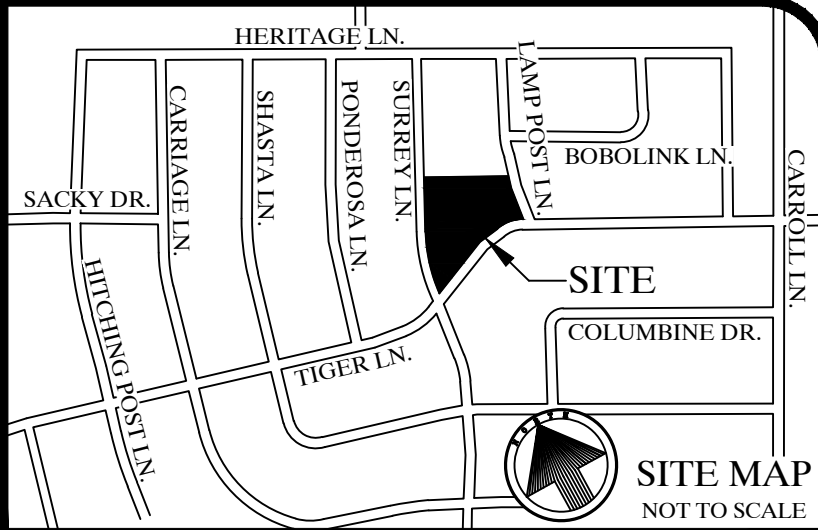 HERITAGE LN.
LAMP POST LN.
CARRIAGE LN.
SHASTA LN.
PONDEROSA LN.
SURREY LN.
BOBOLINK LN.
CARROLL LN.
SACKY DR.
HITCHING POST LN.
SITE
COLUMBINE DR.
TIGER LN.
NORTH
SITE MAP
NOT TO SCALE